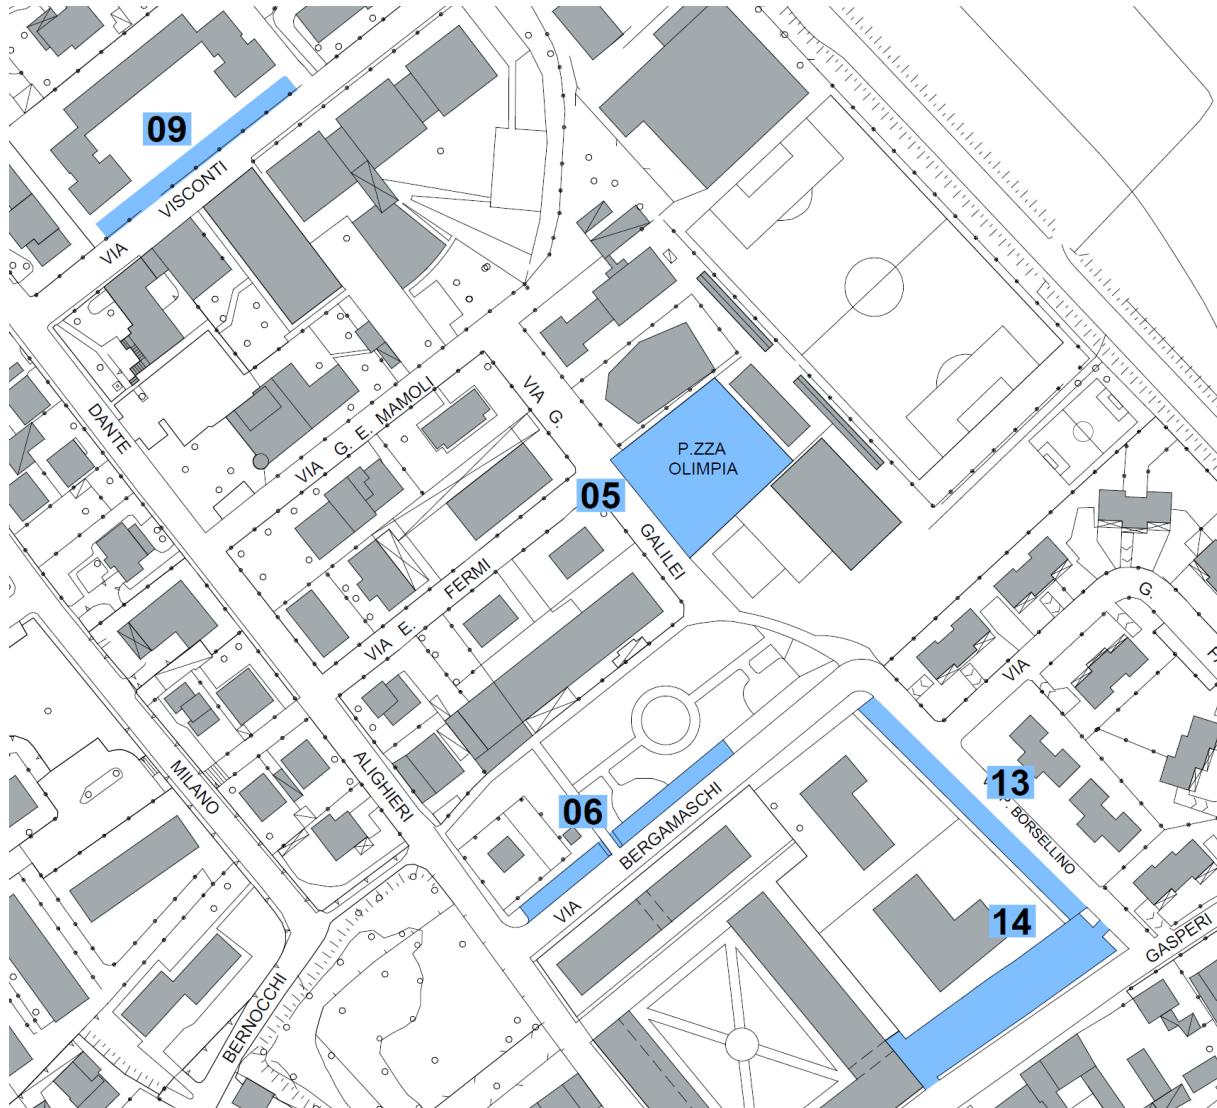 09
VIA VISCONTI
DANTE
VIA G. E. MAMOLI
VIA G.
P.ZZA
OLIMPIA
05
GALILEI
VIA E. FERMI
VIA G.
MILANO
ALIGHIERI
06
VIA BERGAMASCHI
13
BORSELLINO
14
GASPERI
BERNOCCHI